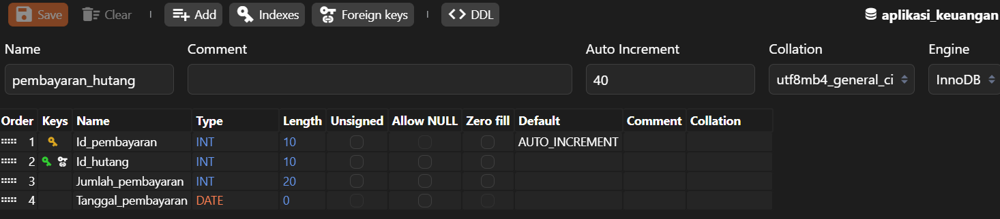 Save Clear Add Indexes Foreign keys DDL aplikasi_keuangan
Name Comment Auto Increment Collation Engine
pembayaran_hutang 40 utf8mb4_general_ci InnoDB
Order Keys Name Type Length Unsigned Allow NULL Zero fill Default Comment Collation
1 Id_pembayaran INT 10 AUTO_INCREMENT
2 Id_hutang INT 10
3 Jumlah_pembayaran INT 20
4 Tanggal_pembayaran DATE 0